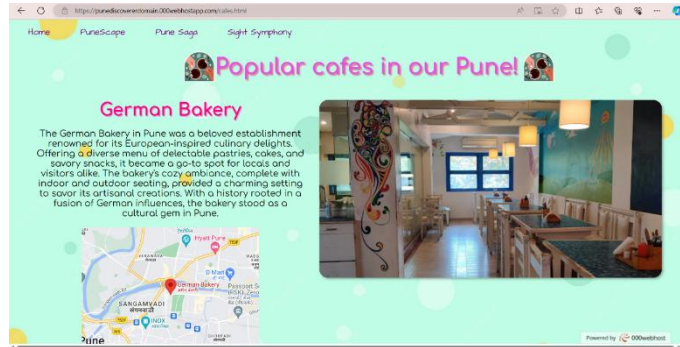 https://punediscoverestomain.000webhostapp.com/cafes.html
Home PuneScape Pune Saga Sight Symphony
Popular cafes in our Pune!
German Bakery
The German Bakery in Pune was a beloved establishment
renowned for its European-inspired culinary delights.
Offering a diverse menu of delectable pastries, cakes, and
savory snacks, it became a go-to spot for locals and
visitors alike. The bakery's cozy ambiance, complete with
indoor and outdoor seating, provided a charming setting
to savor its artisanal creations. With a history rooted in a
fusion of German influences, the bakery stood as a
cultural gem in Pune.
Hyatt Pune
D Mart
German Bakery
SANGAMVADI
INOX
Pune
Powered by 000webhost